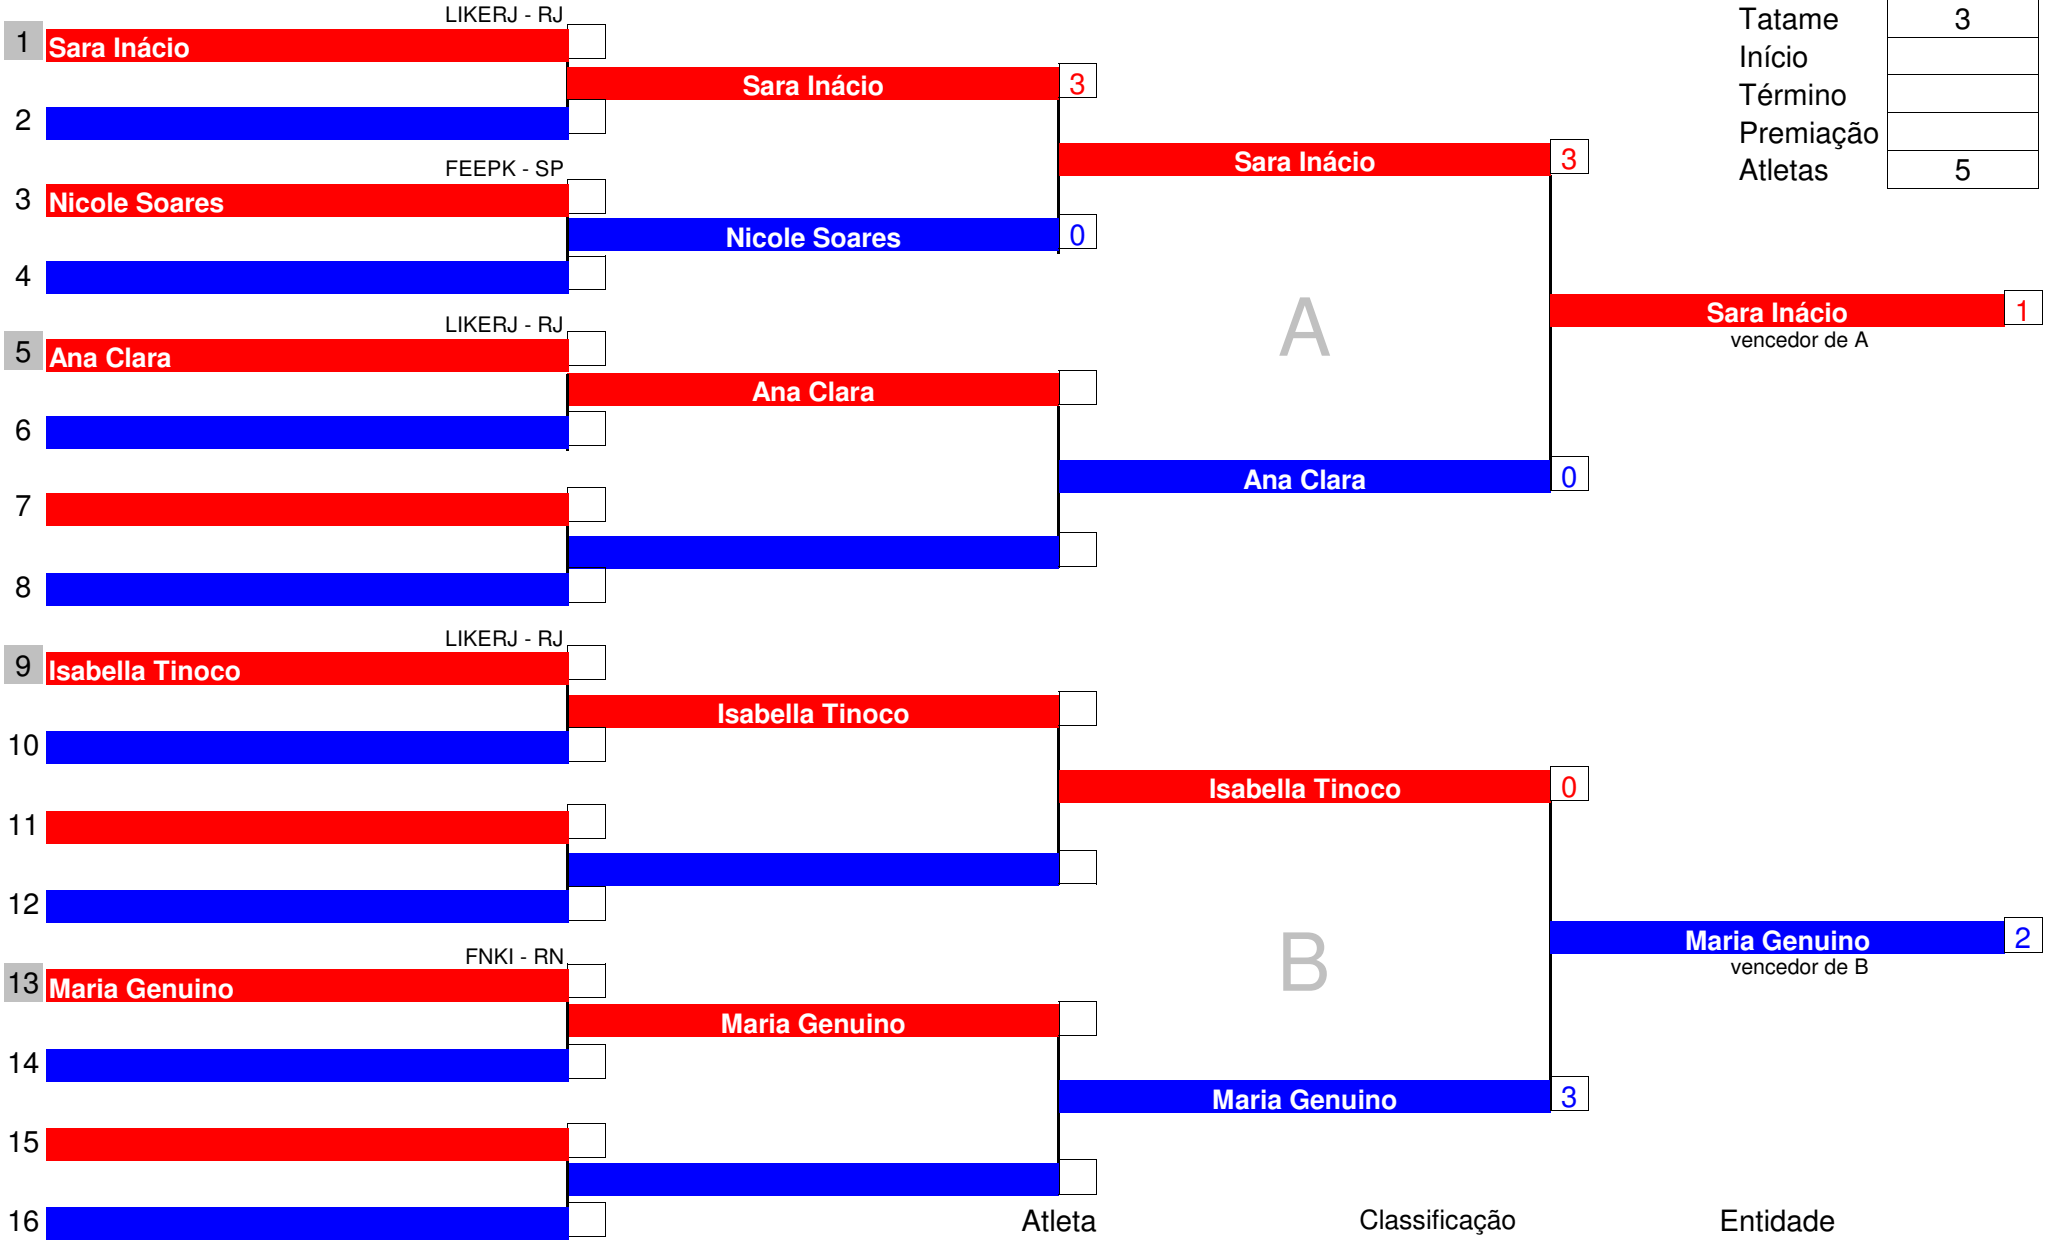 LIKERJ - RJ
1 Sara Inácio
2
FEEPK - SP
3 Nicole Soares
4
LIKERJ - RJ
5 Ana Clara
6
7
8
LIKERJ - RJ
9 Isabella Tinoco
10
11
12
FNKI - RN
13 Maria Genuino
14
15
16
Sara Inácio 3
Nicole Soares 0
Ana Clara
Isabella Tinoco
Maria Genuino
Sara Inácio 3
A
Ana Clara 0
Isabella Tinoco 0
B
Maria Genuino 3
Tatame 3
Início
Término
Premiação
Atletas 5
Sara Inácio 1
vencedor de A
Maria Genuino 2
vencedor de B
Atleta Classificação Entidade